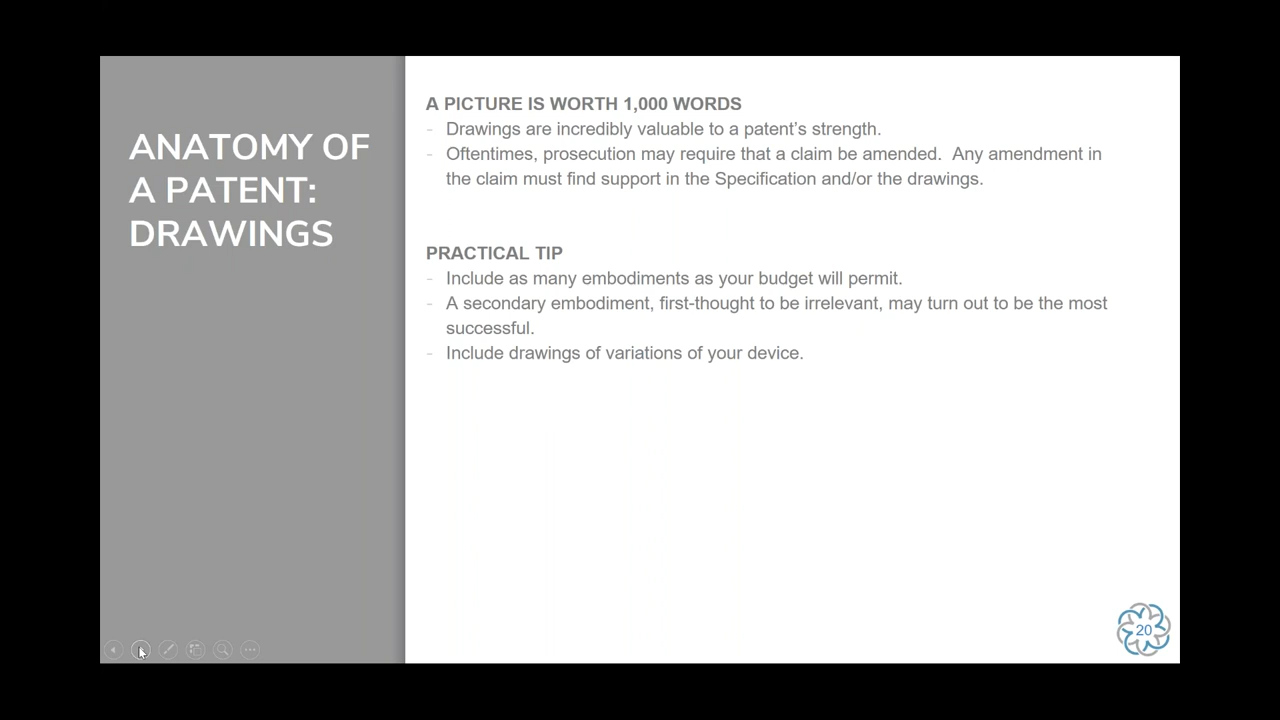 ANATOMY OF
A PATENT:
DRAWINGS
A PICTURE IS WORTH 1,000 WORDS
- Drawings are incredibly valuable to a patent's strength.
- Oftentimes, prosecution may require that a claim be amended.  Any amendment in
the claim must find support in the Specification and/or the drawings.
PRACTICAL TIP
- Include as many embodiments as your budget will permit.
- A secondary embodiment, first-thought to be irrelevant, may turn out to be the most
successful.
- Include drawings of variations of your device.
20